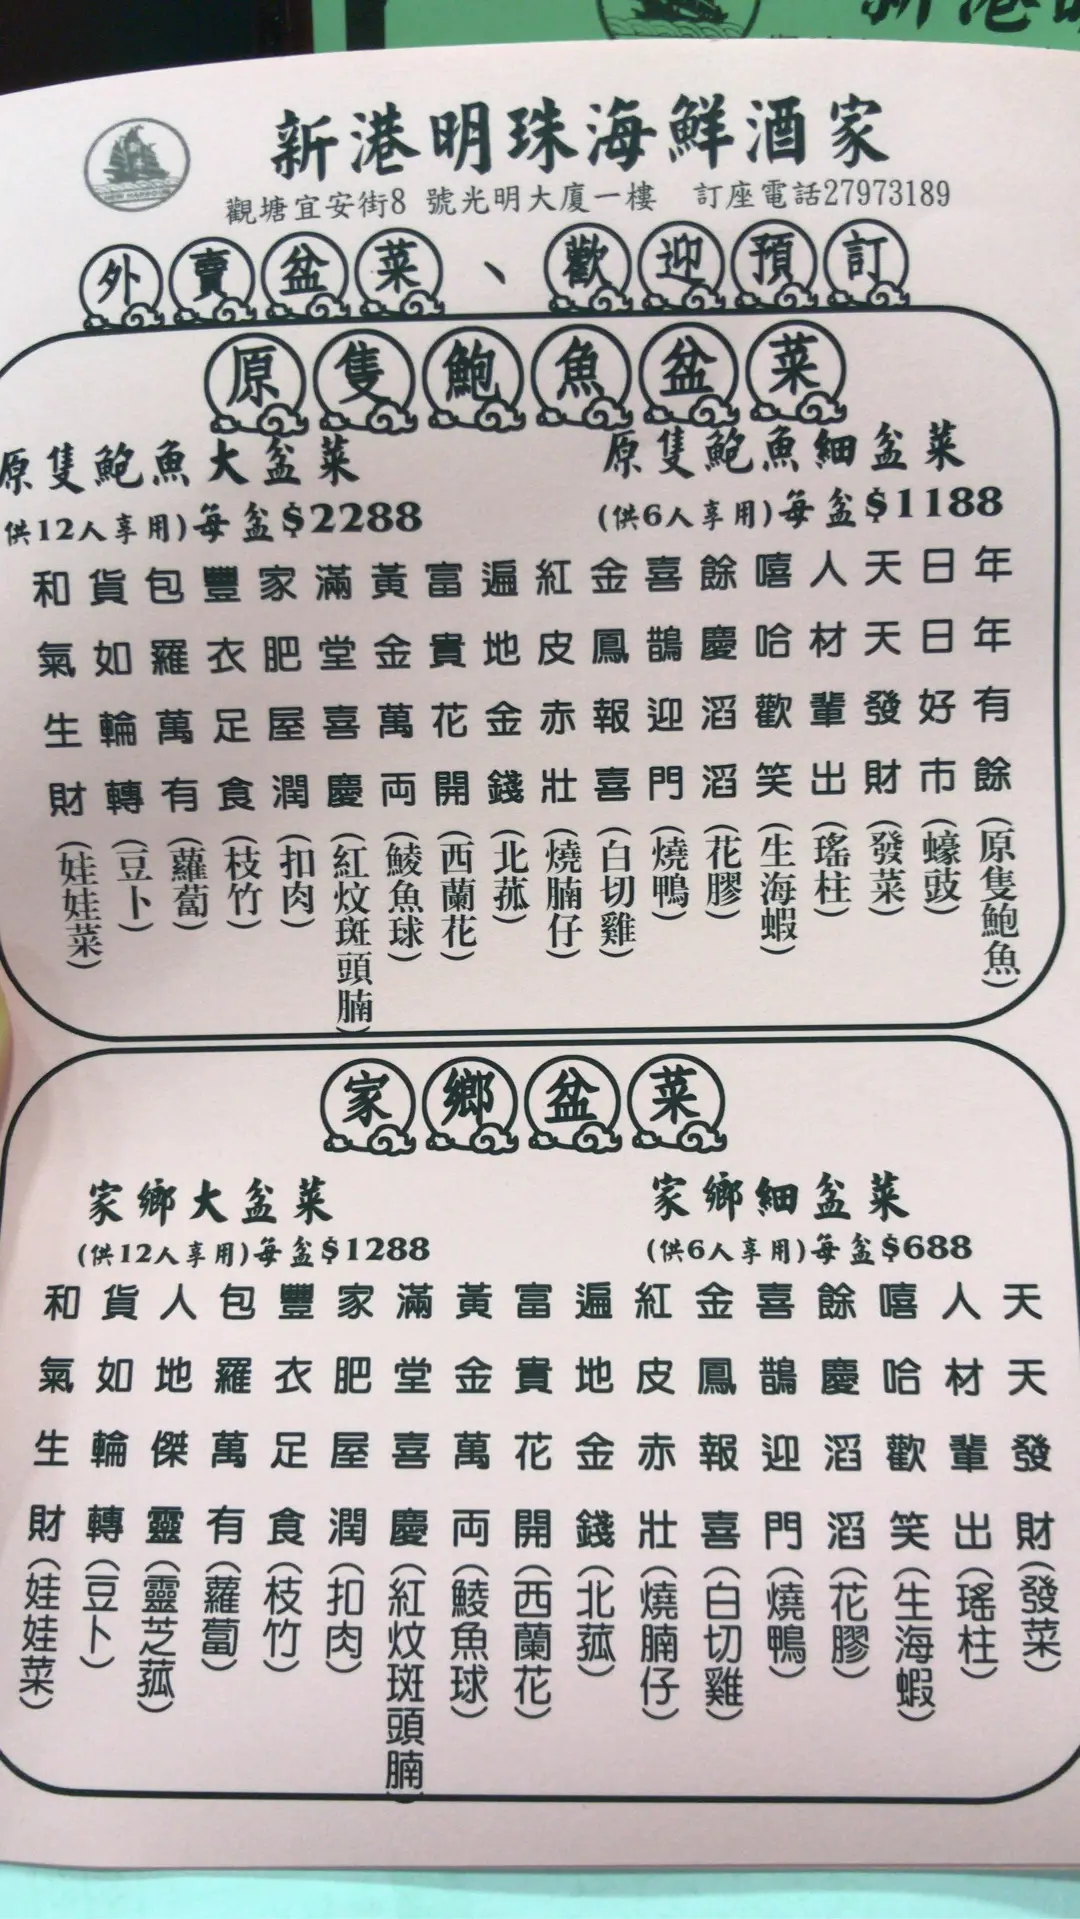 新港明珠海鮮酒家
觀塘宜安街8 號光明大廈一樓 訂座電話27973189
外賣盆菜、歡迎預訂
原隻鮑魚盆菜
原隻鮑魚大盆菜
(供12人享用)每盆$2288
原隻鮑魚細盆菜
(供6人享用)每盆$1188
年年有餘(原隻鮑魚)
日日好市(蠔豉)
天天發財(發菜)
人材輩出(瑤柱)
嘻哈歡笑(生海蝦)
餘慶滔滔(花膠)
喜鵲迎門(燒鴨)
金鳳報喜(白切雞)
紅皮赤壯(燒腩仔)
遍地金錢(北菰)
富貴花開(西蘭花)
黃金萬両(鯪魚球)
滿堂喜慶(紅炆斑頭腩)
家肥屋潤(扣肉)
豐衣足食(枝竹)
包羅萬有(蘿蔔)
貨如輪轉(豆卜)
和氣生財(娃娃菜)
家鄉盆菜
家鄉大盆菜
(供12人享用)每盆$1288
家鄉細盆菜
(供6人享用)每盆$688
天天發財(發菜)
人材輩出(瑤柱)
嘻哈歡笑(生海蝦)
餘慶滔滔(花膠)
喜鵲迎門(燒鴨)
金鳳報喜(白切雞)
紅皮赤壯(燒腩仔)
遍地金錢(北菰)
富貴花開(西蘭花)
黃金萬両(鯪魚球)
滿堂喜慶(紅炆斑頭腩)
家肥屋潤(扣肉)
豐衣足食(枝竹)
包羅萬有(蘿蔔)
人地傑靈(靈芝菰)
貨如輪轉(豆卜)
和氣生財(娃娃菜)